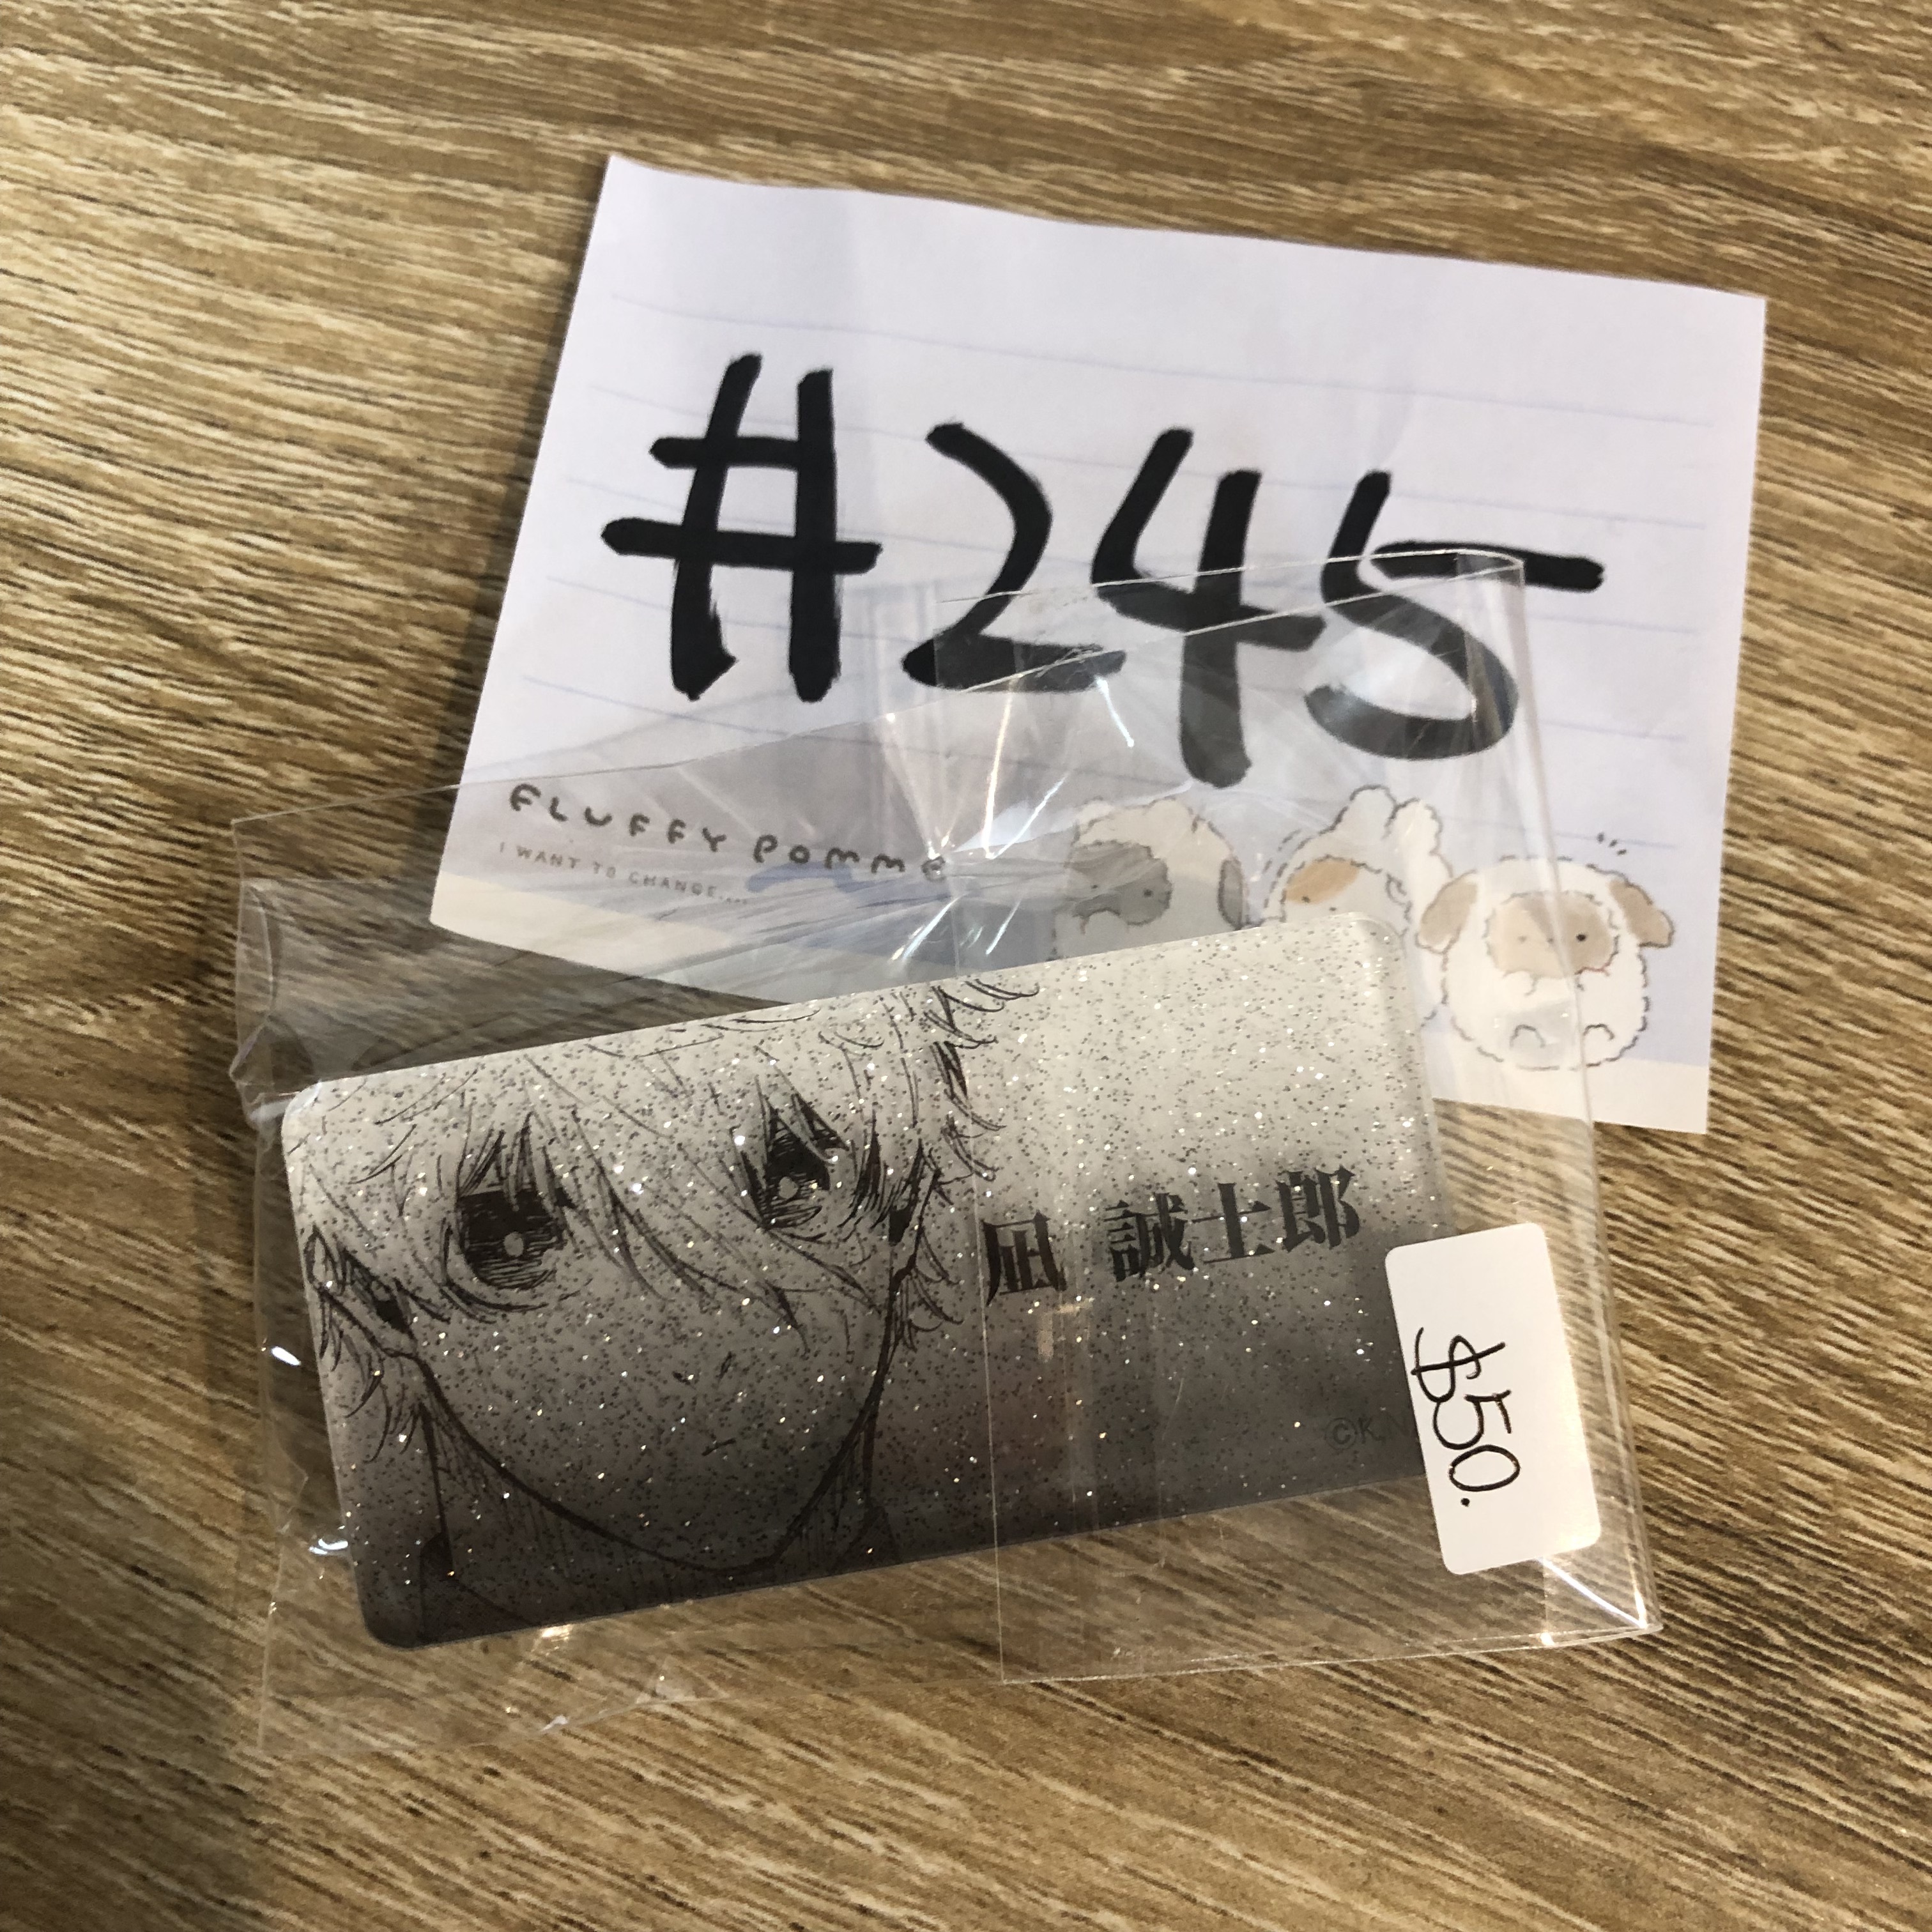 #245
FLUFFY POMME
I WANT TO CHANGE...
凪 誠士郎
©K.
$50.